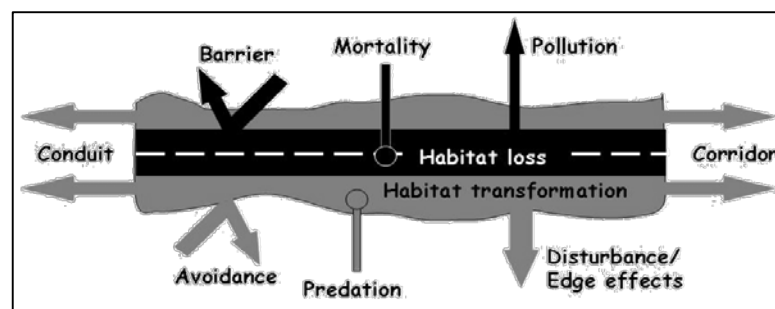 Barrier
Mortality
Pollution
Conduit
Habitat loss
Corridor
Habitat transformation
Avoidance
Predation
Disturbance/
Edge effects